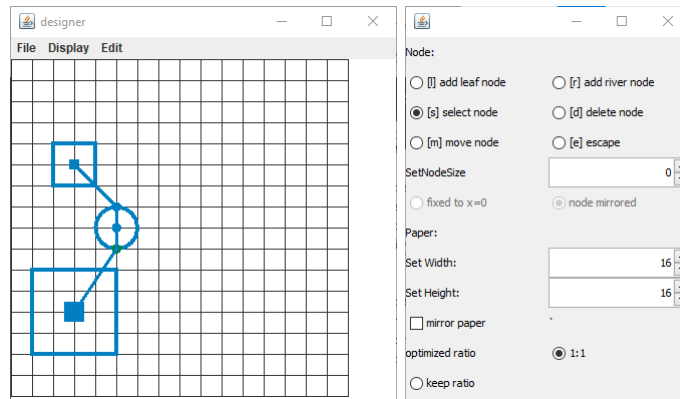 designer
File Display Edit
Node:
[l] add leaf node [r] add river node
[s] select node [d] delete node
[m] move node [e] escape
SetNodeSize 0
fixed to x=0 node mirrored
Paper:
Set Width: 16
Set Height: 16
mirror paper `
optimized ratio 1:1
keep ratio